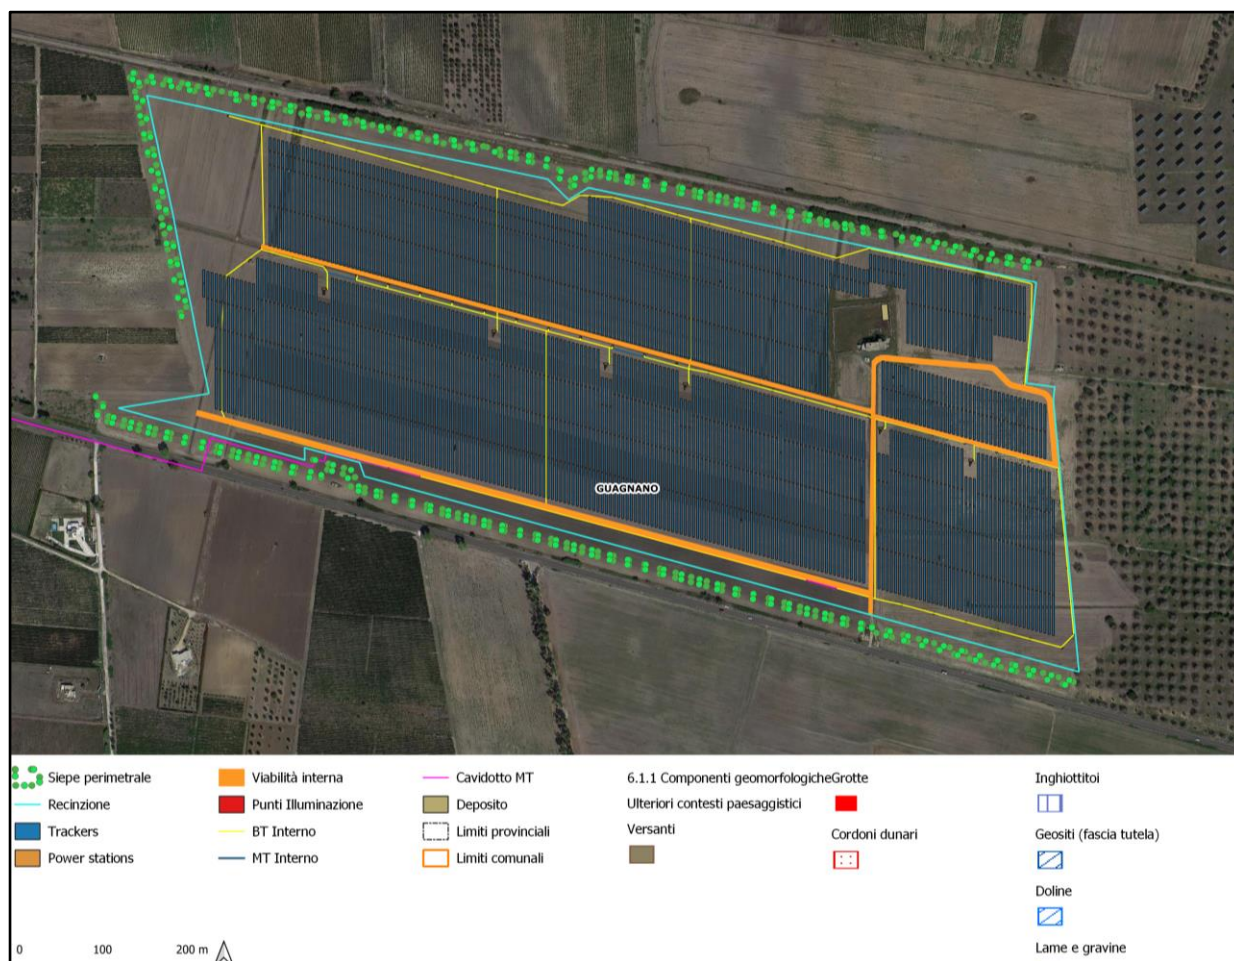 GUAGNANO
Siepe perimetrale
Recinzione
Trackers
Power stations
Viabilità interna
Punti Illuminazione
BT Interno
MT Interno
Cavidotto MT
Deposito
Limiti provinciali
Limiti comunali
6.1.1 Componenti geomorfologiche
Ulteriori contesti paesaggistici
Versanti
Grotte
Cordoni dunari
Inghiottitoi
Geositi (fascia tutela)
Doline
Lame e gravine
0 100 200 m